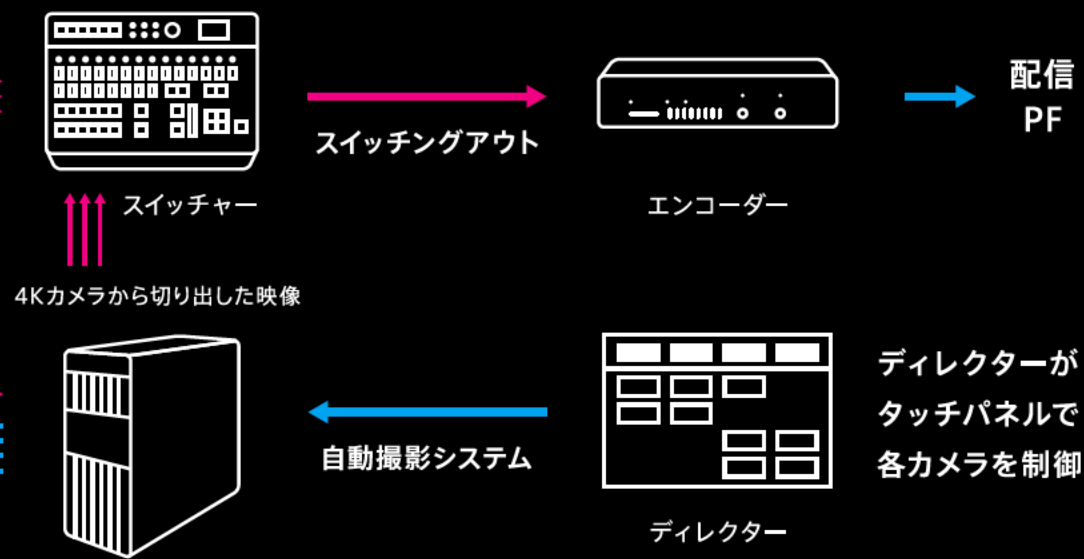 配信
PF
スイッチングアウト
スイッチャー
エンコーダー
4Kカメラから切り出した映像
ディレクターが
タッチパネルで
各カメラを制御
自動撮影システム
ディレクター